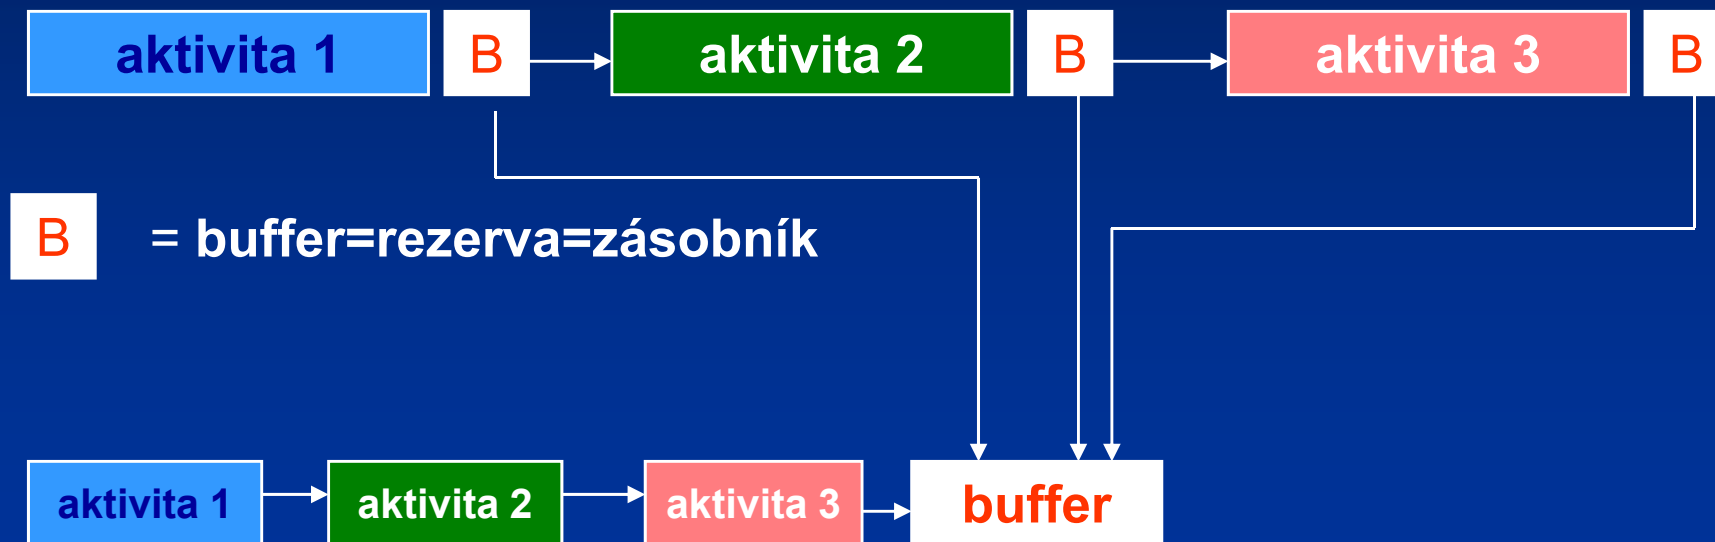 aktivita 1 B aktivita 2 B aktivita 3 B
B = buffer=rezerva=zásobník
aktivita 1 aktivita 2 aktivita 3 buffer